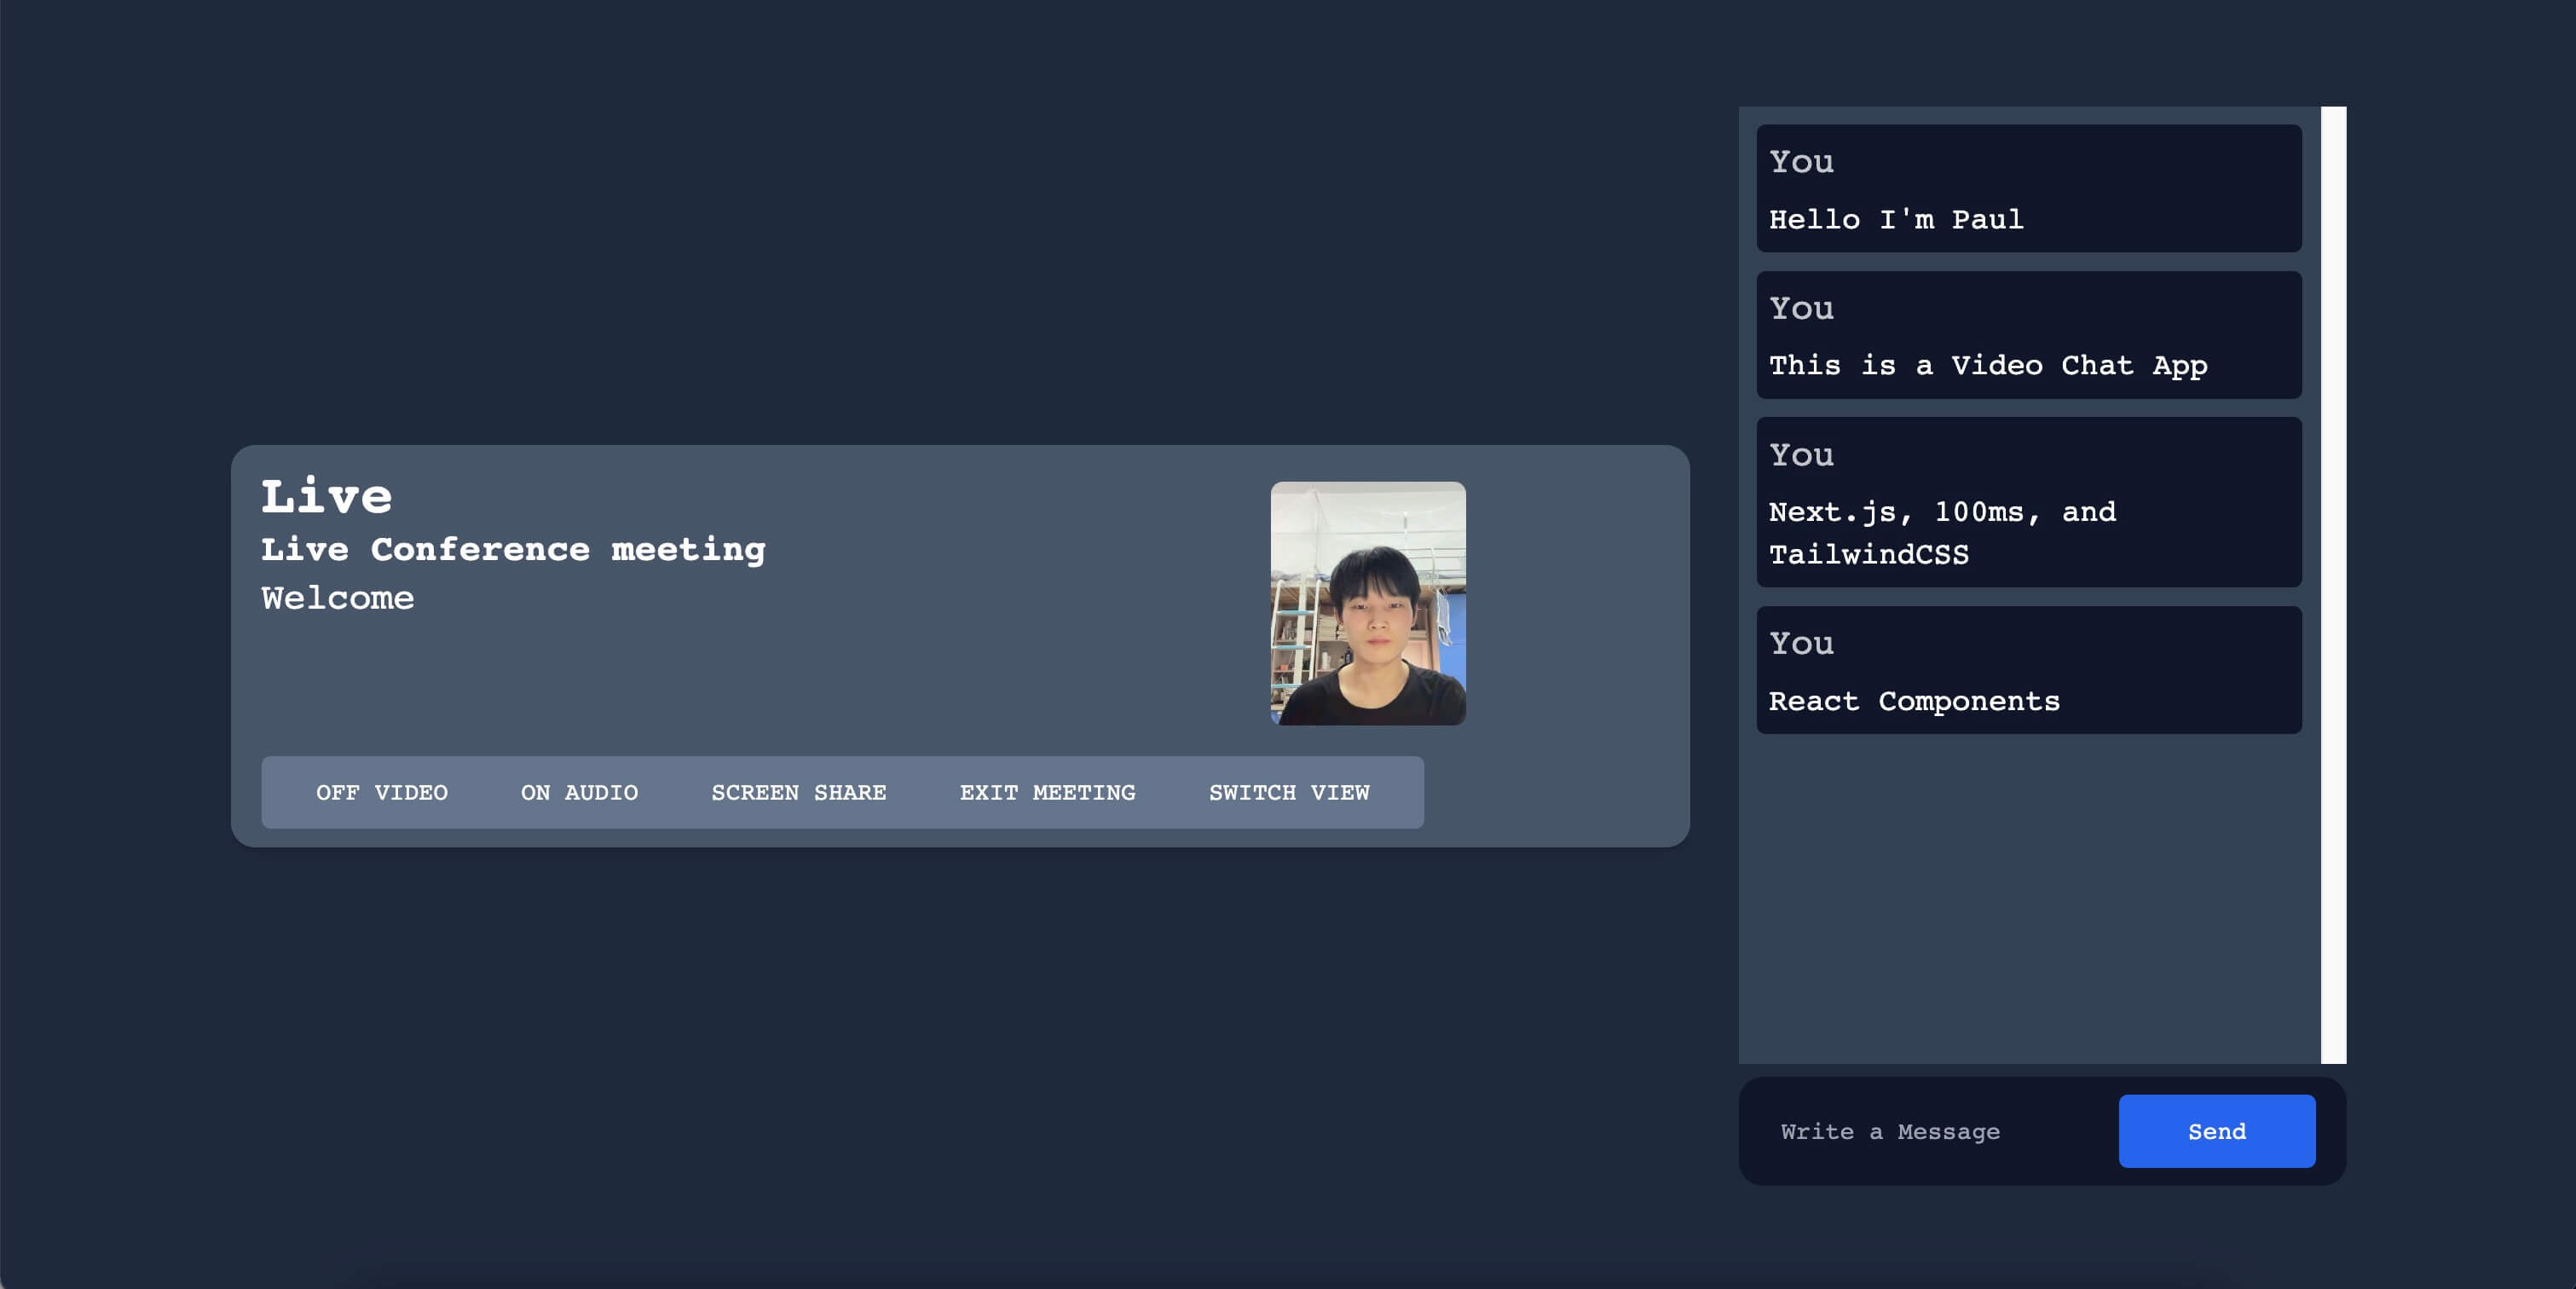 Live
Live Conference meeting
Welcome
OFF VIDEO ON AUDIO SCREEN SHARE EXIT MEETING SWITCH VIEW
You
Hello I'm Paul
You
This is a Video Chat App
You
Next.js, 100ms, and
TailwindCSS
You
React Components
Write a Message
Send